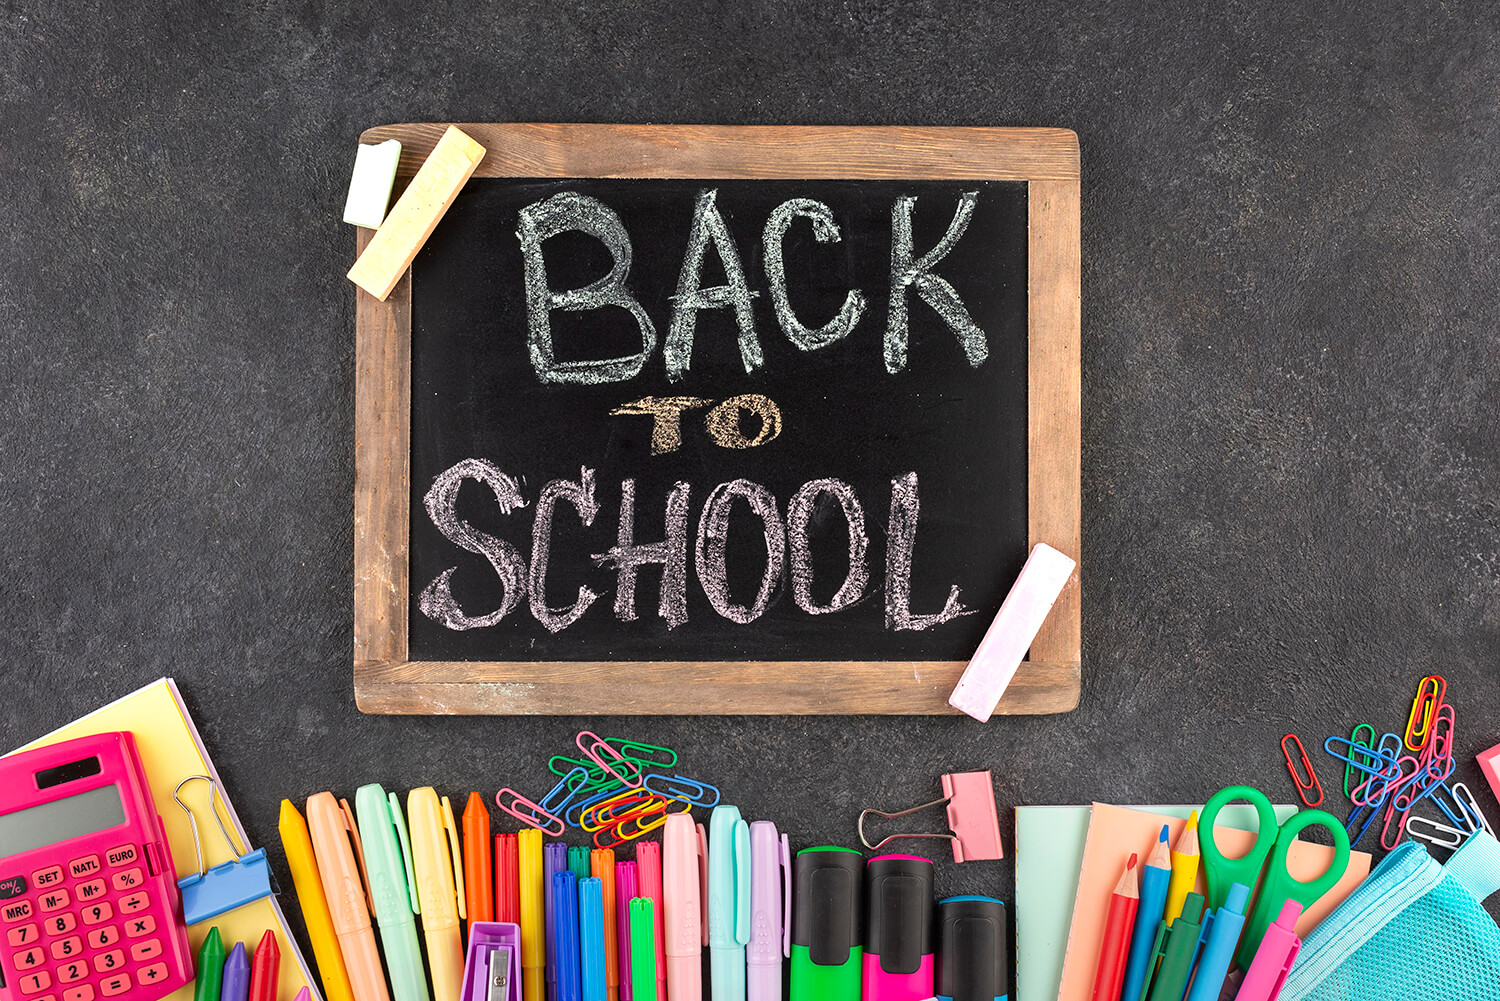 BACK
TO
SCHOOL
ON/C SET NATL EURO
MRC M- M+ %
7 8 9 ÷
4 5 6 x
1 2 3 -
. = +